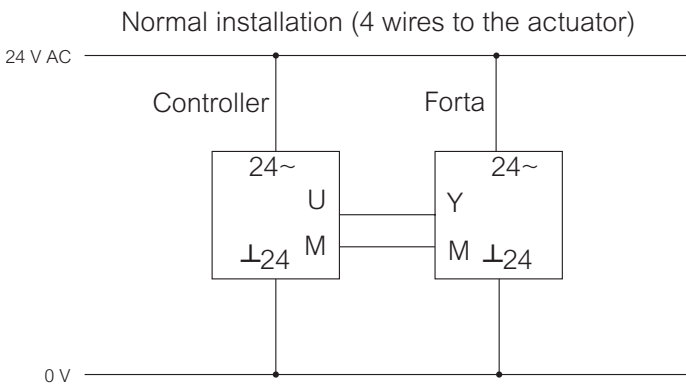 Normal installation (4 wires to the actuator)
24 V AC
Controller
Forta
24~
24~
U
Y
M
M
⊥24
⊥24
0 V